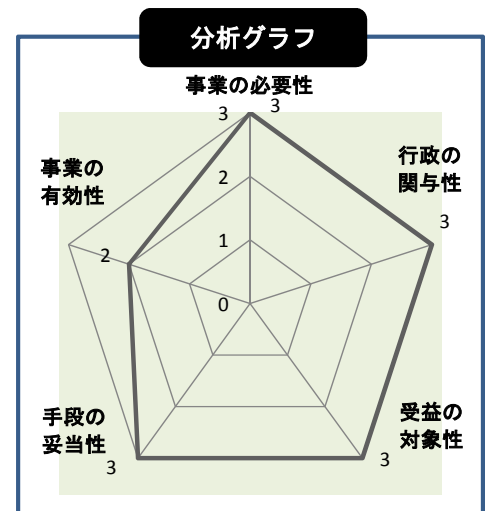 分析グラフ
事業の必要性
3
3
行政の
関与性
3
事業の
有効性
2
2
1
0
手段の
妥当性
3
受益の
対象性
3